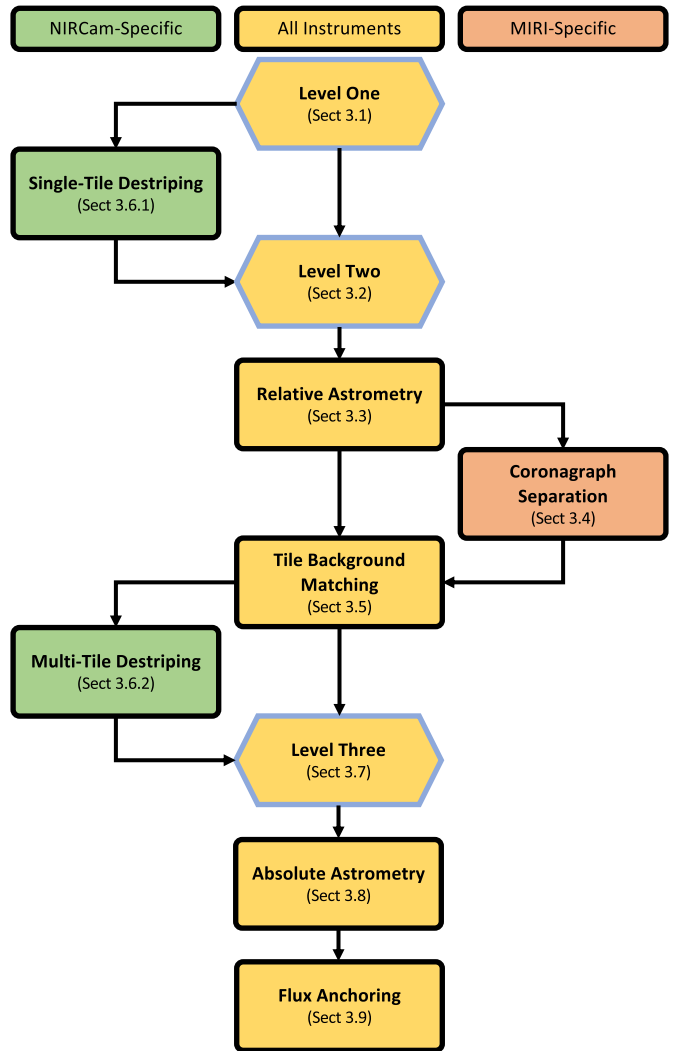 NIRCam-Specific
All Instruments
MIRI-Specific
Level One
(Sect 3.1)
Single-Tile Destriping
(Sect 3.6.1)
Level Two
(Sect 3.2)
Relative Astrometry
(Sect 3.3)
Coronagraph
Separation
(Sect 3.4)
Tile Background
Matching
(Sect 3.5)
Multi-Tile Destriping
(Sect 3.6.2)
Level Three
(Sect 3.7)
Absolute Astrometry
(Sect 3.8)
Flux Anchoring
(Sect 3.9)